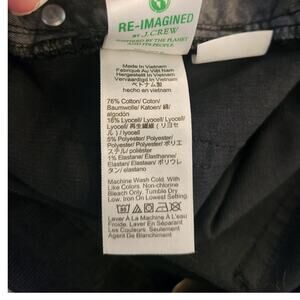 RE-IMAGINED
BY J.CREW
INSPIRED BY THE PLANET
AND ITS PEOPLE
Made In Vietnam
Fabriqué Au Viêt Nam
Hergestellt In Vietnam
Vervaardigd In Vietnam
ベトナム製
hecho en vietnam
76% Cotton/ Coton/
Baumwolle/ Katoen/ 綿/
algodón
18% Lyocell/ Lyocell/ Lyocell/
Lyocell/ 再生繊維 (リヨセ
ル) / lyocell
5% Polyester/ Polyester/
Polyester/ Polyester/ ポリエ
ステル/ poliéster
1% Elastane/ Élasthanne/
Elastan/ Elastaan/ ポリウレ
タン/ elastano
Machine Wash Cold. With
Like Colors. Non-chlorine
Bleach Only. Tumble Dry
Low. Iron On Lowest Setting.
Laver À La Machine À L'eau
Froide. Laver En Séparant
Les Couleurs. Seulement
Agent De Blanchiment